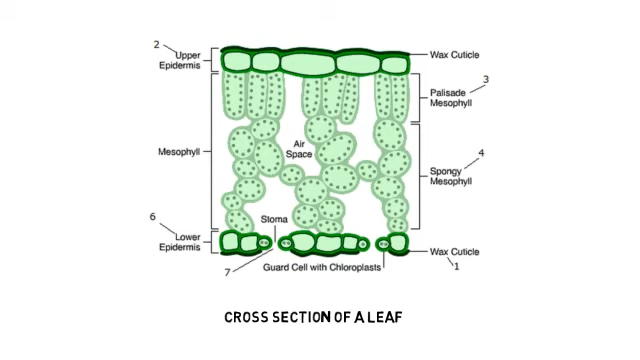 2
Upper
Epidermis
Wax Cuticle
3
Palisade
Mesophyll
Mesophyll
Air
Space
4
Spongy
Mesophyll
6
Stoma
Lower
Epidermis
Wax Cuticle
7
Guard Cell with Chloroplasts
1
CROSS SECTION OF A LEAF